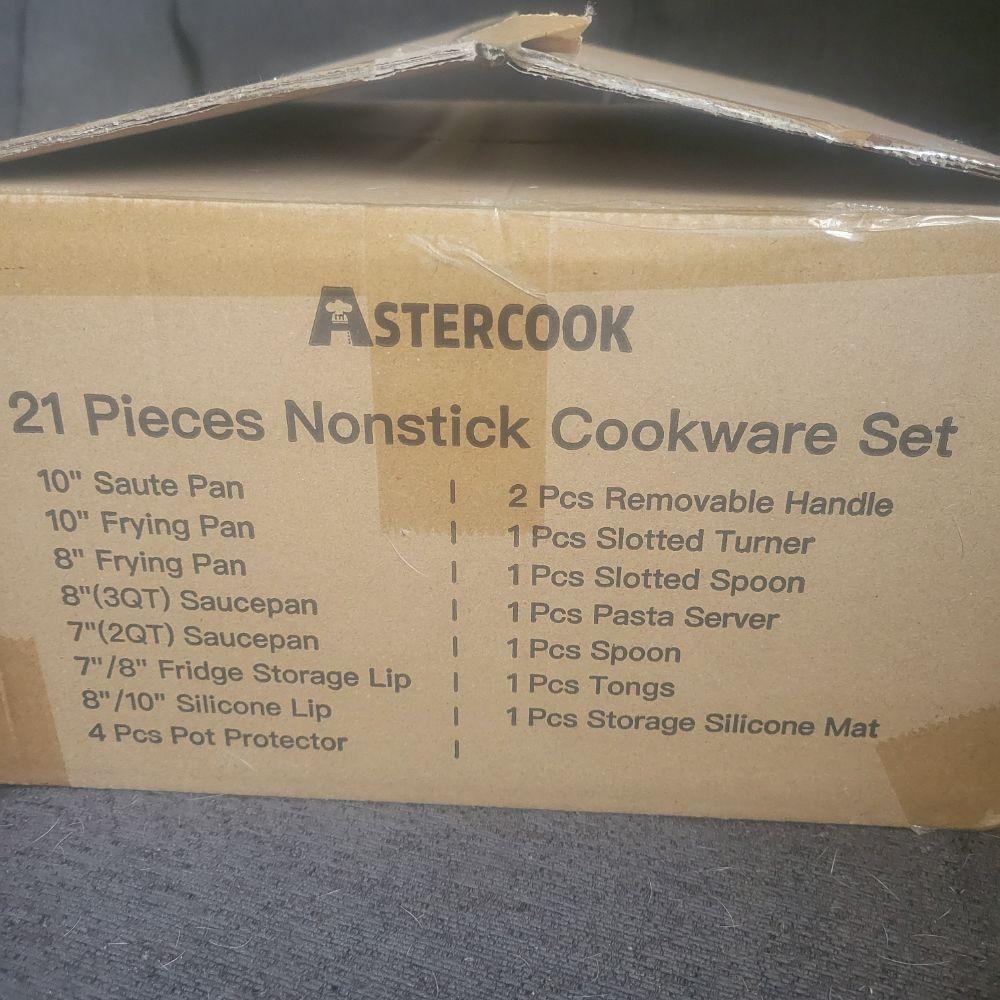 ASTERCOOK
21 Pieces Nonstick Cookware Set
10" Saute Pan
10" Frying Pan
8" Frying Pan
8"(3QT) Saucepan
7"(2QT) Saucepan
7"/8" Fridge Storage Lip
8"/10" Silicone Lip
4 Pcs Pot Protector
2 Pcs Removable Handle
1 Pcs Slotted Turner
1 Pcs Slotted Spoon
1 Pcs Pasta Server
1 Pcs Spoon
1 Pcs Tongs
1 Pcs Storage Silicone Mat